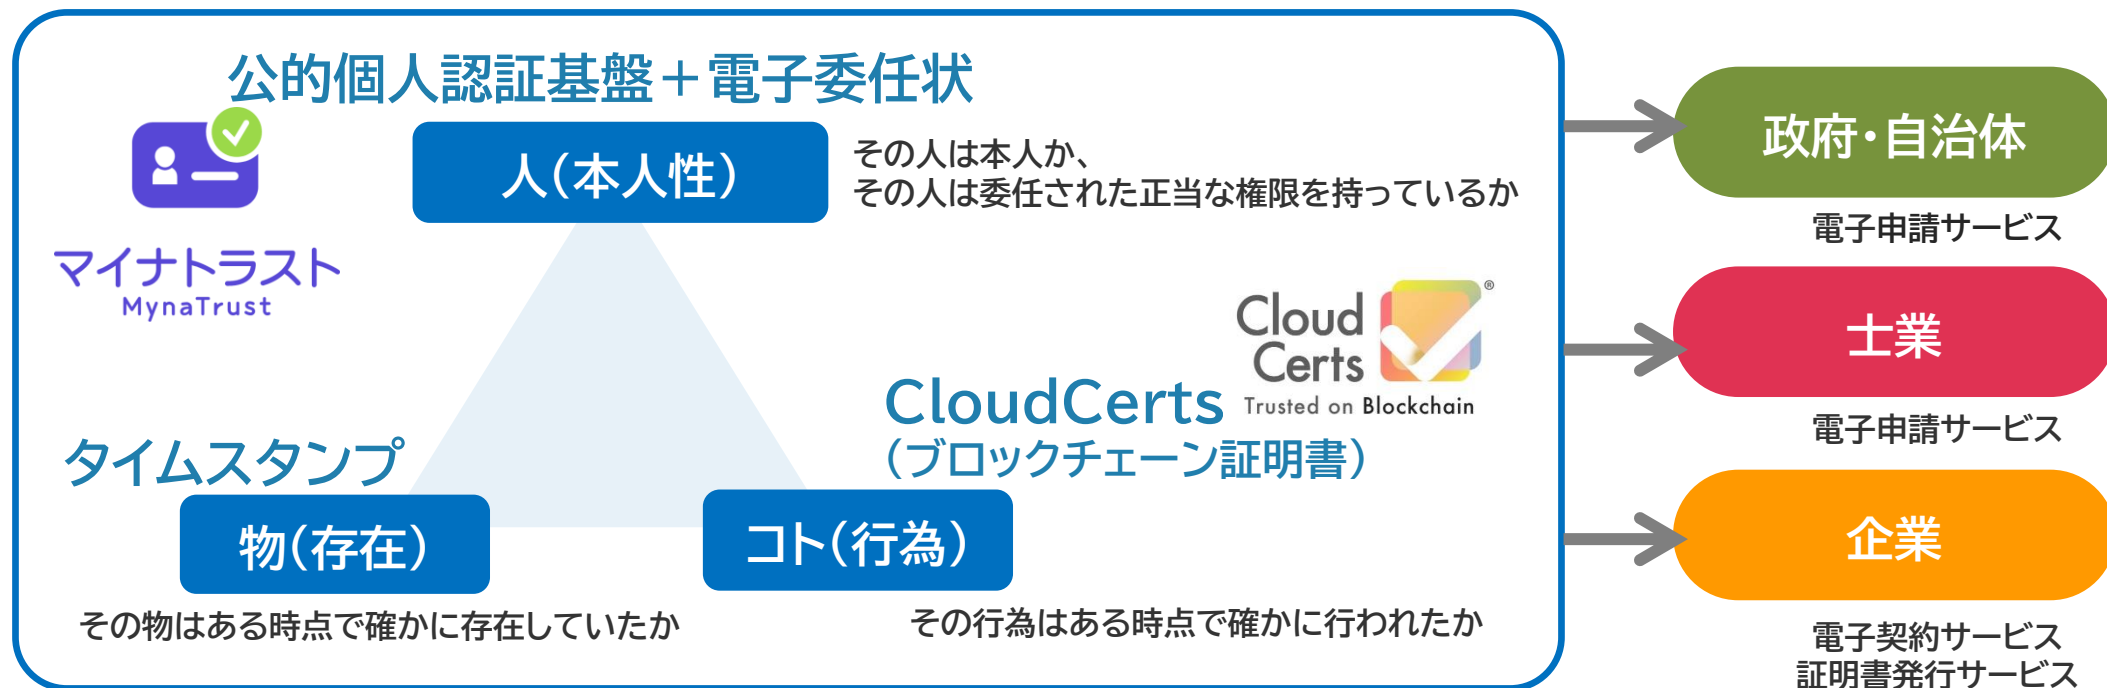 公的個人認証基盤＋電子委任状
人（本人性）
その人は本人か、
その人は委任された正当な権限を持っているか
マイナトラスト
MynaTrust
Cloud
Certs
®
Trusted on Blockchain
CloudCerts
（ブロックチェーン証明書）
タイムスタンプ
物（存在）
コト（行為）
その物はある時点で確かに存在していたか
その行為はある時点で確かに行われたか
政府・自治体
電子申請サービス
士業
電子申請サービス
企業
電子契約サービス
証明書発行サービス